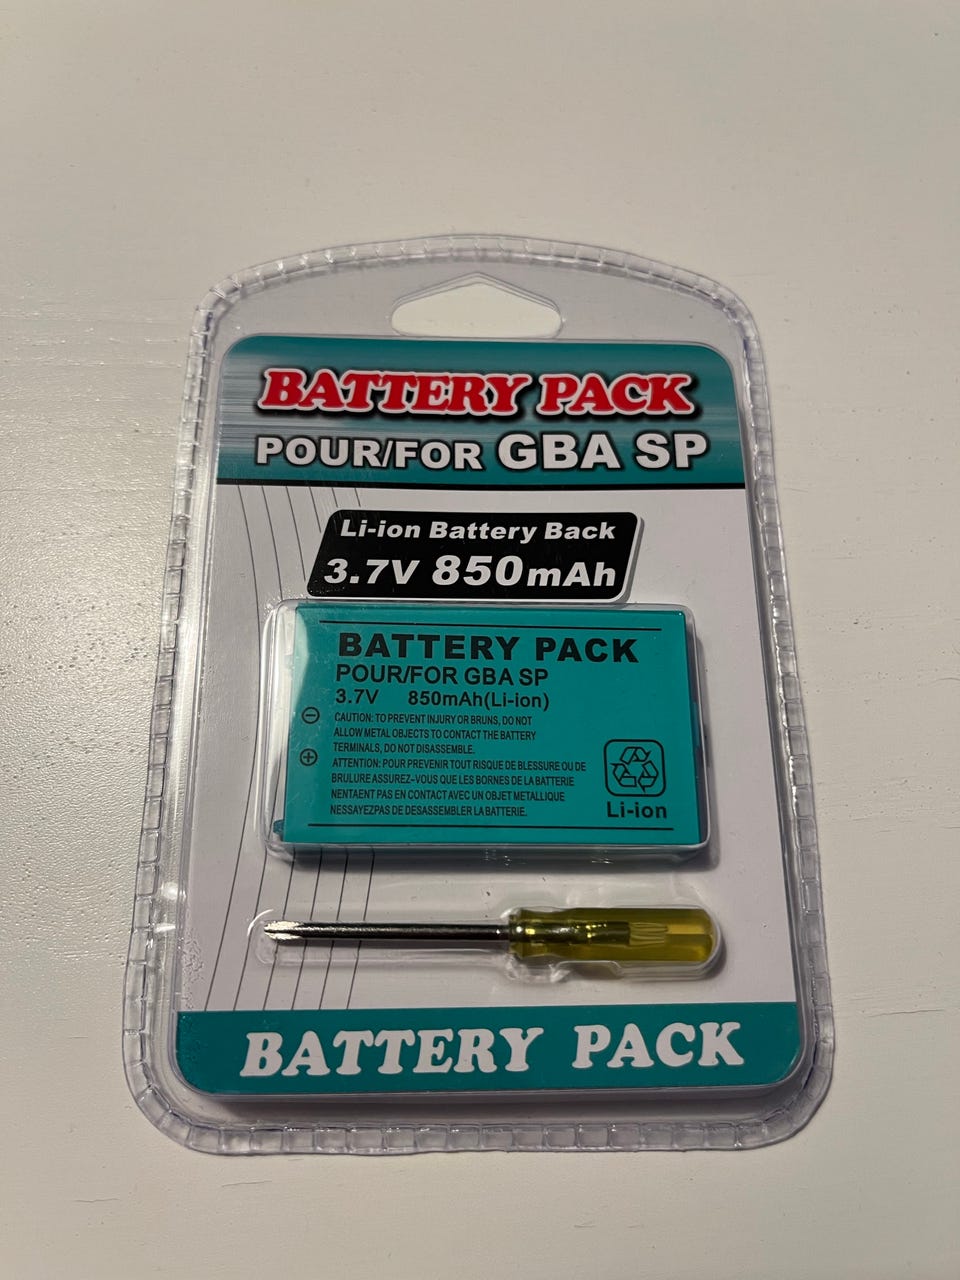 BATTERY PACK
POUR/FOR GBA SP
Li-ion Battery Back
3.7V 850mAh
BATTERY PACK
POUR/FOR GBA SP
3.7V 850mAh(Li-ion)
CAUTION: TO PREVENT INJURY OR BRUNS, DO NOT
ALLOW METAL OBJECTS TO CONTACT THE BATTERY
TERMINALS, DO NOT DISASSEMBLE.
ATTENTION: POUR PREVENIR TOUT RISQUE DE BLESSURE OU DE
BRULURE ASSUREZ-VOUS QUE LES BORNES DE LA BATTERIE
NENTAENT PAS EN CONTACT AVEC UN OBJET METALLIQUE
NESSAYEZPAS DE DESASSEMBLER LA BATTERIE.
Li-ion
BATTERY PACK